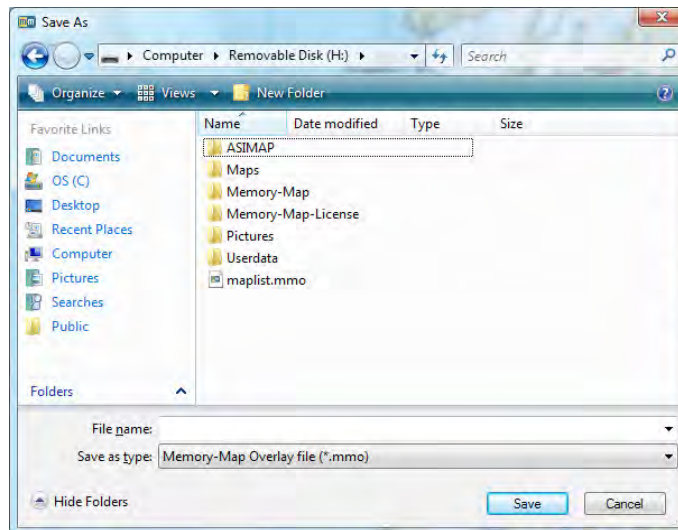 Save As
Computer Removable Disk (H:) Search
Organize Views New Folder
Favorite Links
Documents
OS (C)
Desktop
Recent Places
Computer
Pictures
Searches
Public
Folders
Name Date modified Type Size
ASIMAP
Maps
Memory-Map
Memory-Map-License
Pictures
Userdata
maplist.mmo
File name:
Save as type: Memory-Map Overlay file (*.mmo)
Hide Folders Save Cancel